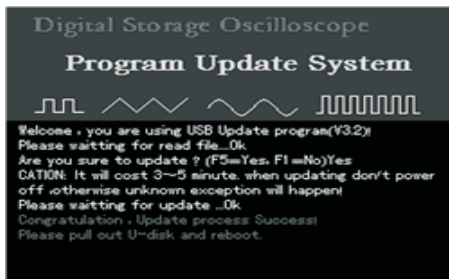 Digital Storage Oscilloscope
Program Update System
Welcome , you are using USB Update program(V3.2)!
Please waitting for read file...Ok
Are you sure to update ? (F5=Yes, F1=No)Yes
CATION: It will cost 3~5 minute. when updating don't power
off ,otherwise unknown exception will happen!
Please waitting for update ...Ok
Congratulation , Update process Success!
Please pull out U-disk and reboot.